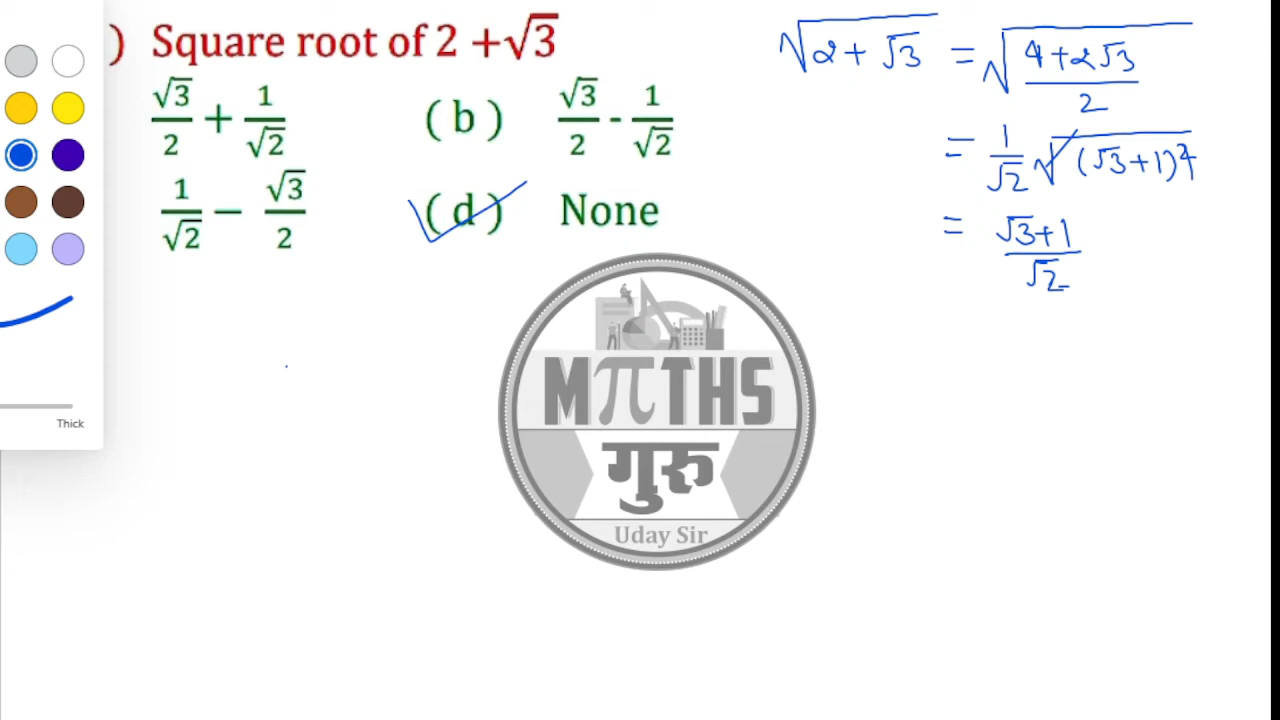 ) Square root of 2 + √3
√3/2 + 1/√2 ( b ) √3/2 - 1/√2
1/√2 − √3/2 ( d ) None
√(2 + √3) = √((4+2√3)/2)
= 1/√2 √((√3+1)²)
= (√3+1)/√2
MπTHS
गुरु
Uday Sir
Thick